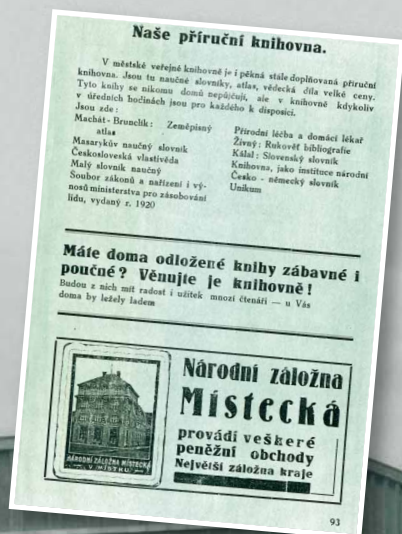 Naše příruční knihovna.
V městské veřejné knihovně je i pěkná stále doplňovaná příruční
knihovna. Jsou tu naučné slovníky, atlas, vědecká díla velké ceny.
Tyto knihy se nikomu domů nepůjčují, ale v knihovně kdykoliv
v úředních hodinách jsou pro každého k disposici.
Jsou zde:
Machát-Brunclík: Zeměpisný
atlas
Masarykův naučný slovník
Československá vlastivěda
Malý slovník naučný
Soubor zákonů a nařízení i vý-
nosů ministerstva pro zásobování
lidu, vydaný r. 1920
Přírodní léčba a domácí lékař
Živný: Rukověť bibliografie
Kálal: Slovenský slovník
Knihovna, jako instituce národní
Česko - německý slovník
Unikum
Máte doma odložené knihy zábavné i
poučné? Věnujte je knihovně!
Budou z nich mít radost i užitek mnozí čtenáři — u Vás
doma by ležely ladem
NÁRODNÍ ZÁLOŽNA MÍSTECKÁ
V MÍSTKU
Národní záložna
Místecká
provádí veškeré
peněžní obchody
Největší záložna kraje
93